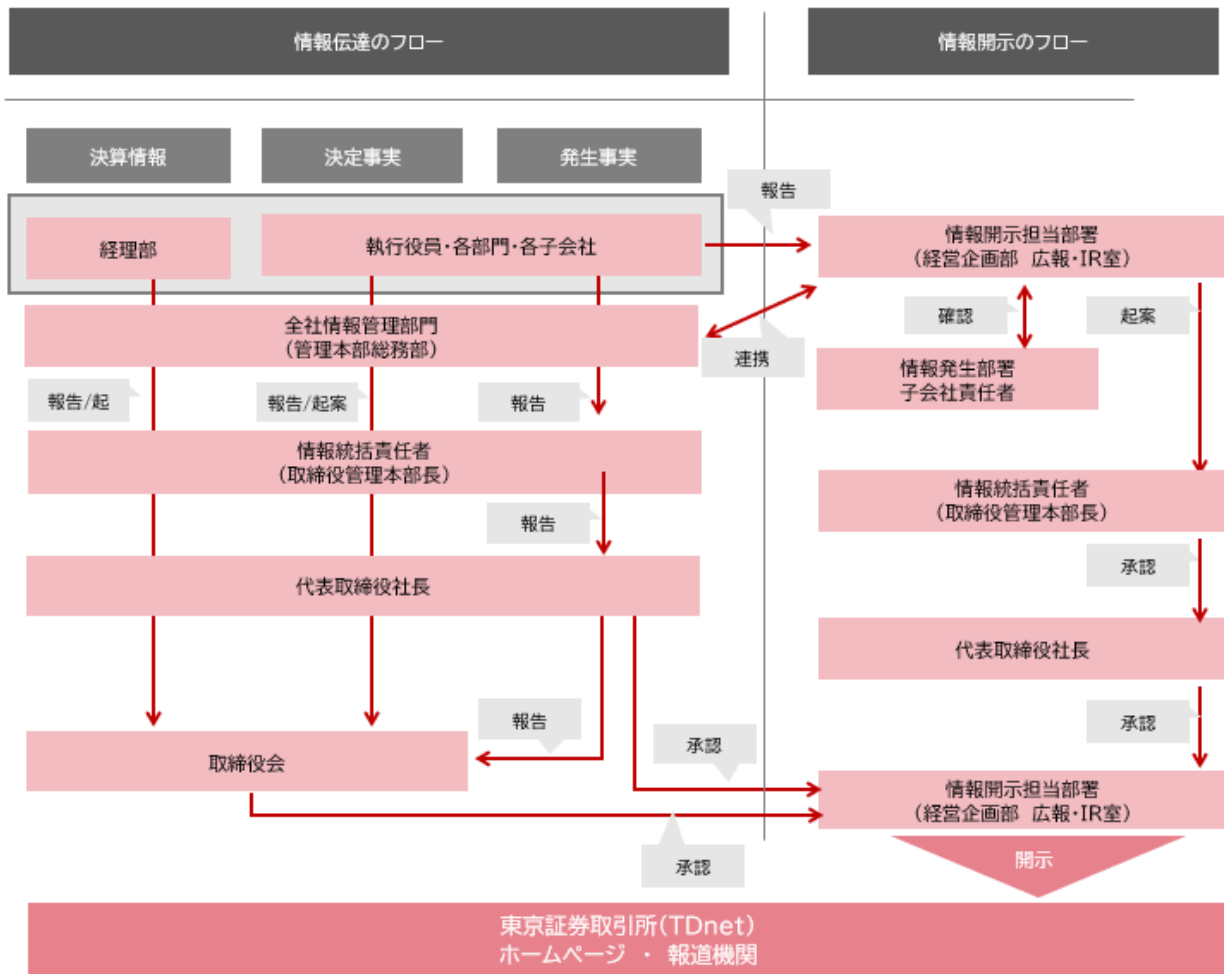 情報伝達のフロー
情報開示のフロー
決算情報
決定事実
発生事実
報告
経理部
執行役員・各部門・各子会社
情報開示担当部署
(経営企画部 広報・IR室)
全社情報管理部門
(管理本部総務部)
連携
確認
起案
情報発生部署
子会社責任者
報告/起
報告/起案
報告
情報統括責任者
(取締役管理本部長)
情報統括責任者
(取締役管理本部長)
報告
承認
代表取締役社長
代表取締役社長
報告
承認
承認
取締役会
情報開示担当部署
(経営企画部 広報・IR室)
承認
開示
東京証券取引所(TDnet)
ホームページ ・ 報道機関